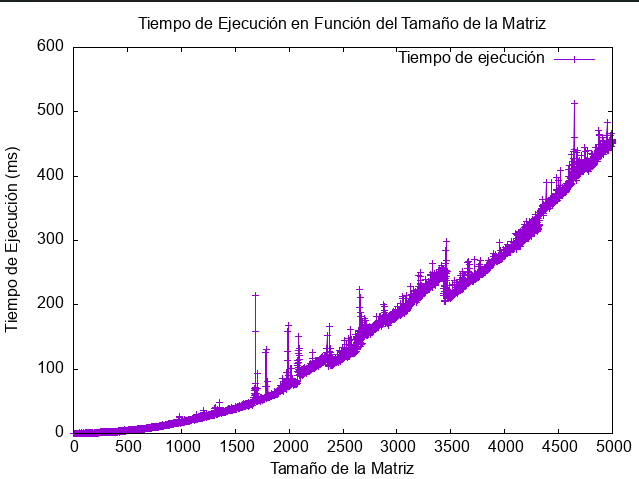 Tiempo de Ejecución en Función del Tamaño de la Matriz
Tiempo de ejecución
600
500
400
300
200
100
0
Tiempo de Ejecución (ms)
0 500 1000 1500 2000 2500 3000 3500 4000 4500 5000
Tamaño de la Matriz